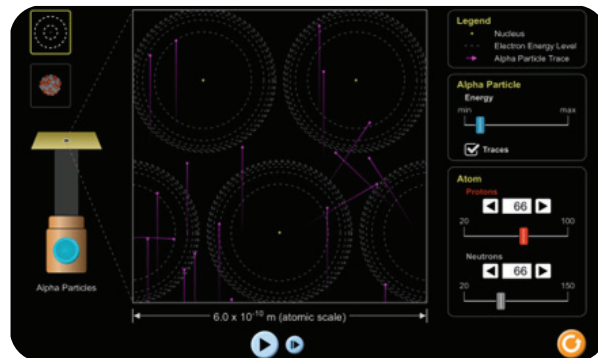 Legend
Nucleus
Electron Energy Level
Alpha Particle Trace
Alpha Particle
Energy
min
max
Traces
Atom
Protons
66
20
100
Neutrons
66
20
150
Alpha Particles
6.0 x 10⁻¹⁰ m (atomic scale)